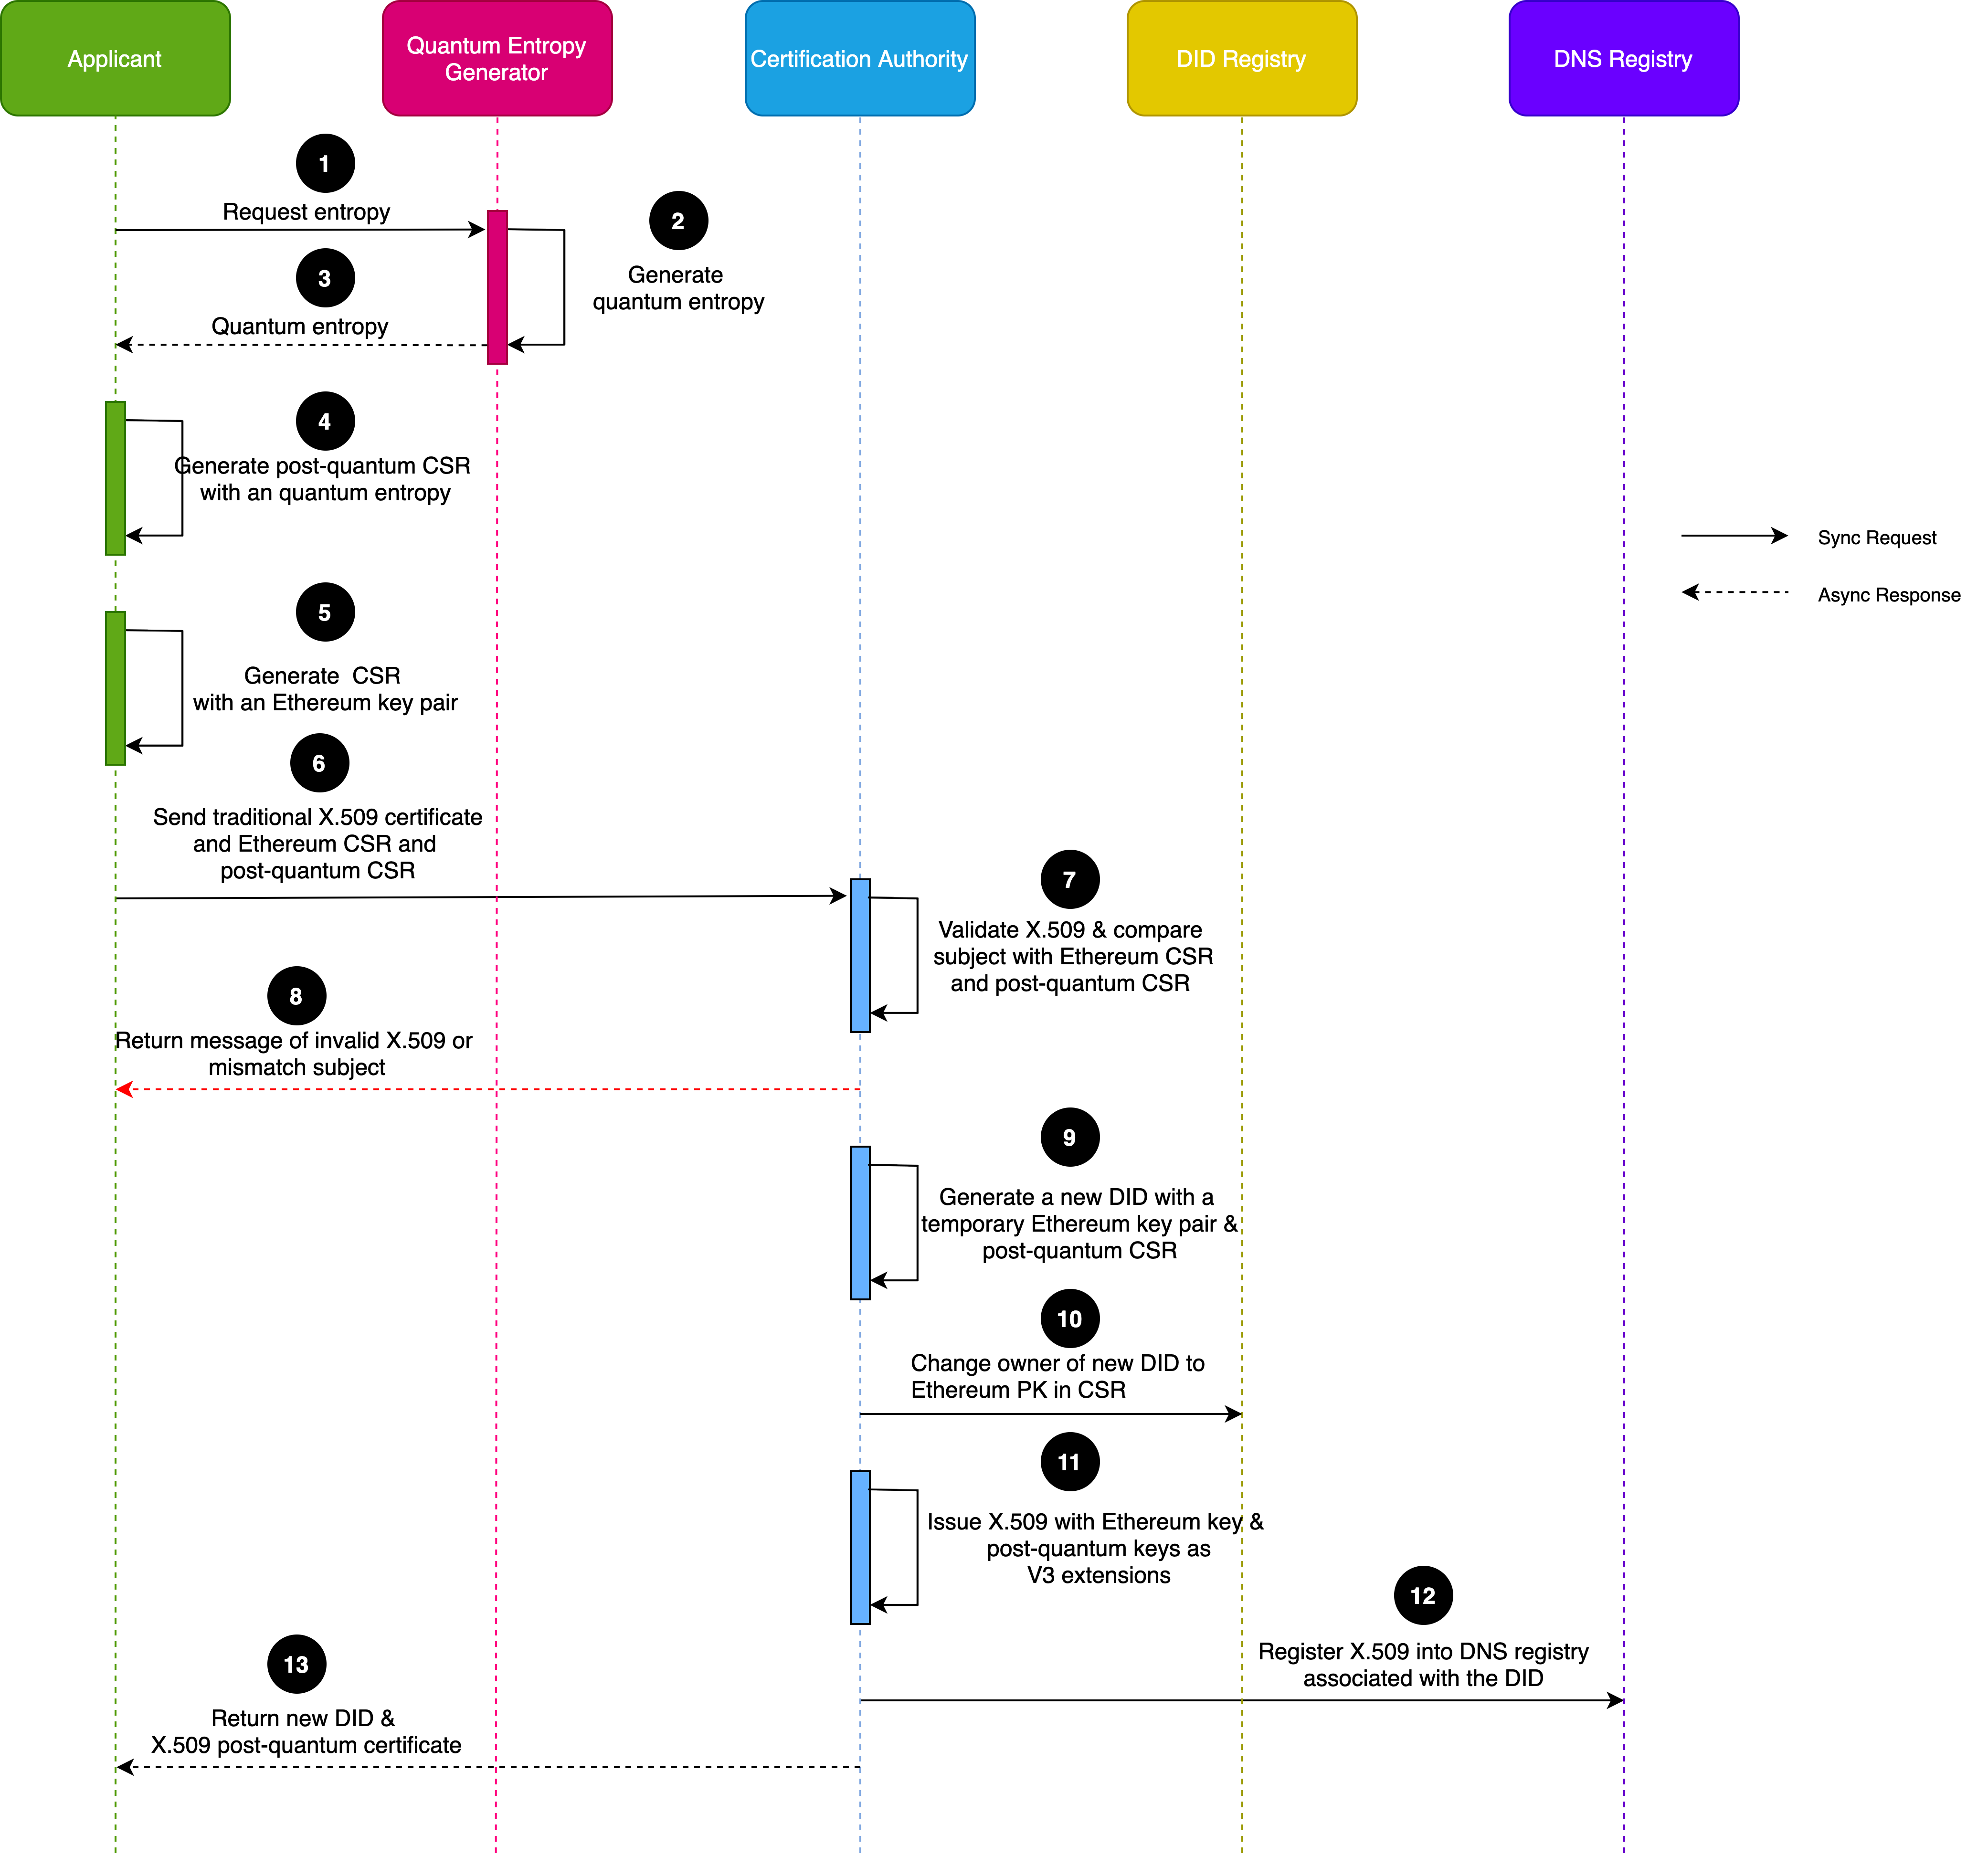 Applicant
Quantum Entropy
Generator
Certification Authority
DID Registry
DNS Registry
1
Request entropy
2
Generate
quantum entropy
3
Quantum entropy
4
Generate post-quantum CSR
with an quantum entropy
Sync Request
Async Response
5
Generate  CSR
with an Ethereum key pair
6
Send traditional X.509 certificate
and Ethereum CSR and
post-quantum CSR
7
Validate X.509 & compare
subject with Ethereum CSR
and post-quantum CSR
8
Return message of invalid X.509 or
mismatch subject
9
Generate a new DID with a
temporary Ethereum key pair &
post-quantum CSR
10
Change owner of new DID to
Ethereum PK in CSR
11
Issue X.509 with Ethereum key &
post-quantum keys as
V3 extensions
12
Register X.509 into DNS registry
associated with the DID
13
Return new DID &
X.509 post-quantum certificate